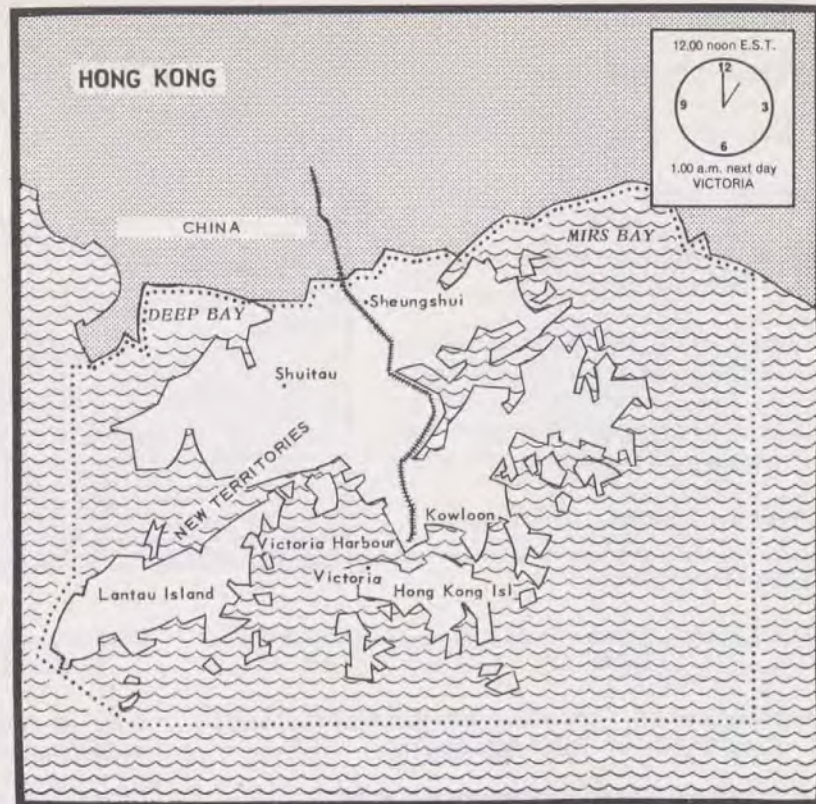 HONG KONG
12.00 noon E.S.T.
12
9
3
6
1.00 a.m. next day
VICTORIA
CHINA
MIRS BAY
DEEP BAY
Sheungshui
Shuitau
NEW TERRITORIES
Kowloon
Victoria Harbour
Victoria
Lantau Island
Hong Kong Isl